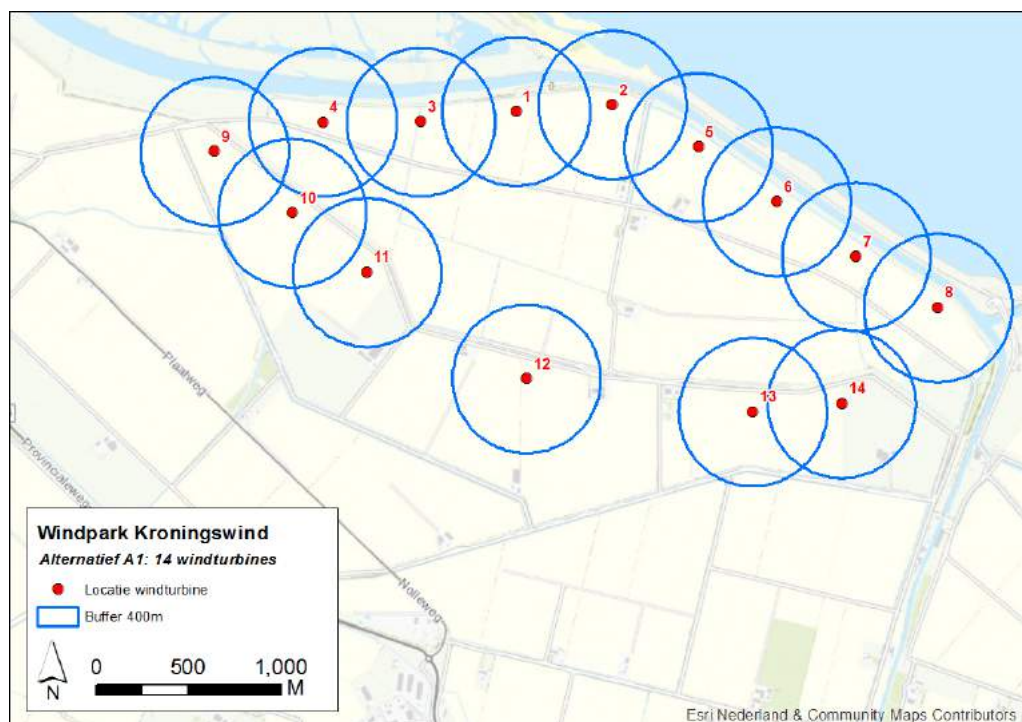 2
1
5
4
3
9
6
10
7
11
8
12
14
13
Plaatweg
Provincialeweg
Nolleweg
Windpark Kroningswind
Alternatief A1: 14 windturbines
Locatie windturbine
Buffer 400m
N
0 500 1,000
M
Esri Nederland & Community Maps Contributors